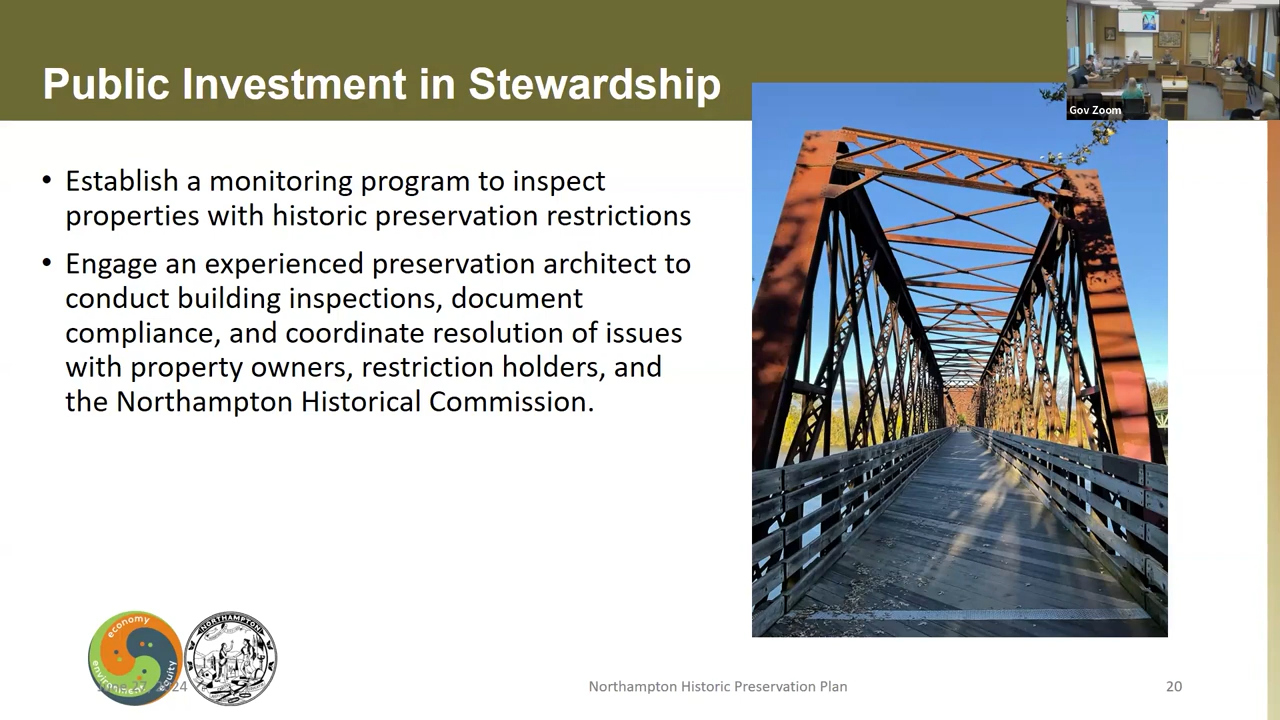 Public Investment in Stewardship
Gov Zoom
• Establish a monitoring program to inspect
properties with historic preservation restrictions
• Engage an experienced preservation architect to
conduct building inspections, document
compliance, and coordinate resolution of issues
with property owners, restriction holders, and
the Northampton Historical Commission.
economy
environment
equity
NORTHAMPTON
2024
Northampton Historic Preservation Plan
20